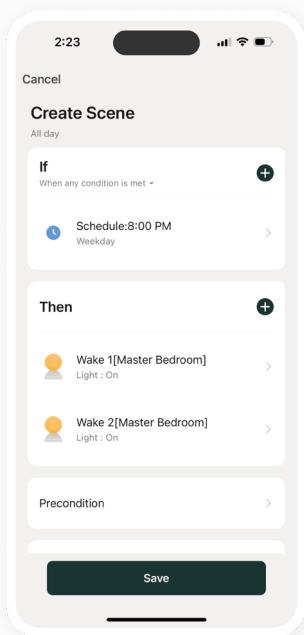 2:23
Cancel
Create Scene
All day
If
When any condition is met
Schedule:8:00 PM
Weekday
Then
Wake 1[Master Bedroom]
Light : On
Wake 2[Master Bedroom]
Light : On
Precondition
Save